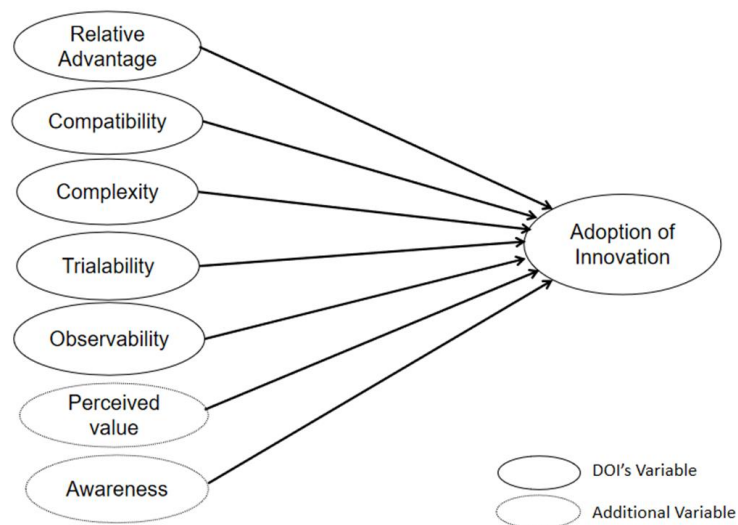 Relative
Advantage
Compatibility
Complexity
Trialability
Observability
Perceived
value
Awareness
Adoption of
Innovation
DOI's Variable
Additional Variable